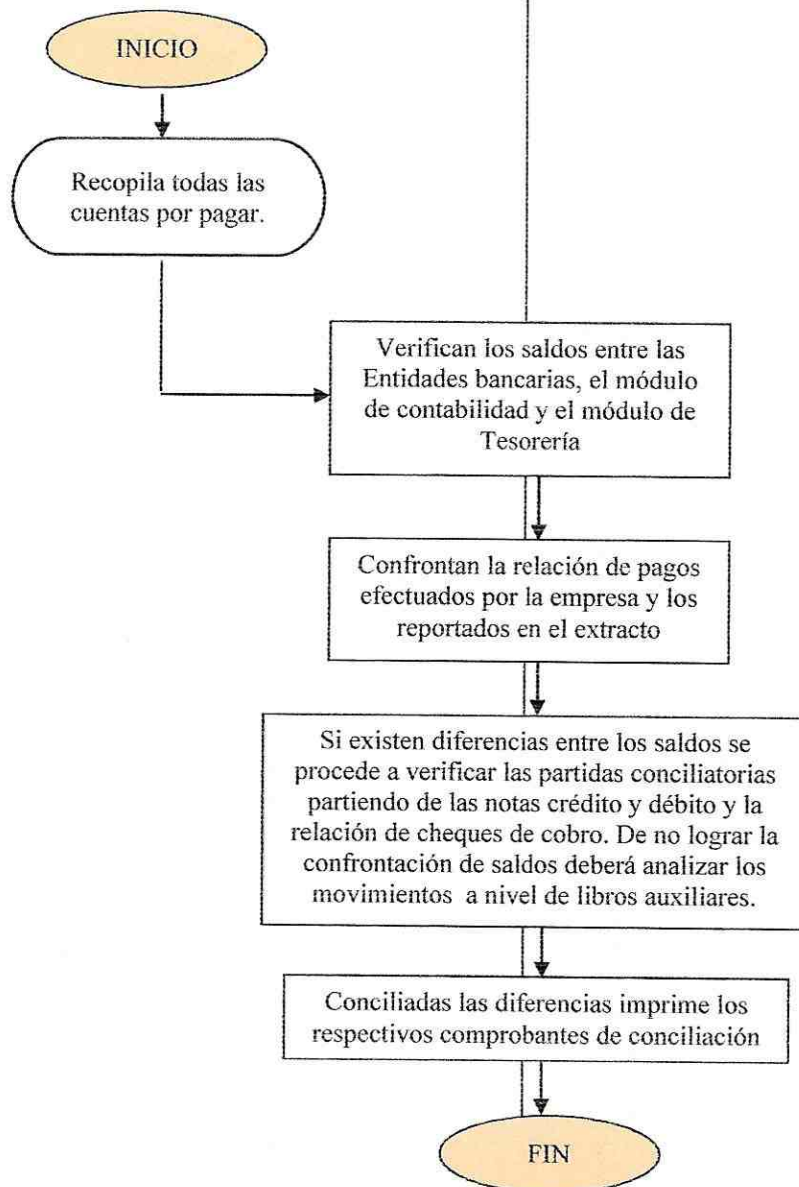 INICIO
Recopila todas las
cuentas por pagar.
Verifican los saldos entre las
Entidades bancarias, el módulo
de contabilidad y el módulo de
Tesorería
Confrontan la relación de pagos
efectuados por la empresa y los
reportados en el extracto
Si existen diferencias entre los saldos se
procede a verificar las partidas conciliatorias
partiendo de las notas crédito y débito y la
relación de cheques de cobro. De no lograr la
confrontación de saldos deberá analizar los
movimientos a nivel de libros auxiliares.
Conciliadas las diferencias imprime los
respectivos comprobantes de conciliación
FIN